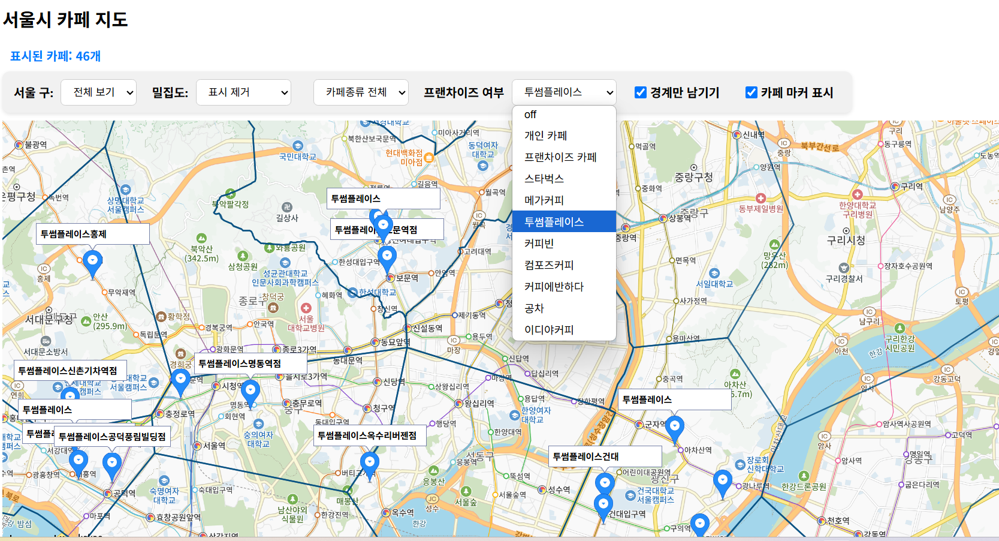 서울시 카페 지도
표시된 카페: 46개
서울 구: 전체 보기 밀집도: 표시 제거 카페종류 전체 프랜차이즈 여부 투썸플레이스 경계만 남기기 카페 마커 표시
off
개인 카페
프랜차이즈 카페
스타벅스
메가커피
투썸플레이스
커피빈
컴포즈커피
커피에반하다
공차
이디야커피
불광역
국민대학교
북한산보국문역
미아사거리역
현대백화점
미아점
동덕여자
대학교
먹골역
신내역
IC
중랑
북부간선로
IC
구리
동구릉역
도농역
촌역
독박역
상명대학교
서울캠퍼스
북악팔각정
길상사
투썸플레이스
길음역
월곡역
IC
월곡
중화역
중랑구청
양원역
동부제일병원
한양대학교
구리병원
구리역
IC
남양주
투썸플레이스홍제
IC
홍제
북악산
(342.5m)
삼청공원
와룡공원
성균관대학교
인문사회과학캠퍼스
한성대입구역
고려대역
보문역
안암역
상봉역
중랑역
면목역
망우산
(282m)
서일대학교
구리시청
구리경찰서
장자호수공원역
무악재역
서대문구청
안산
(295.9m)
독립문역
황학정
종로구
창덕궁
혜화역
한성대학교
창신역
서울
대학교병원
경복궁역
안국역
신설동역
제기동역
용두역
IC
마장
사가정역
용마산역
IC
남구리
IC
토평
서대문소방서
경희궁
광화문역
종로3가역
동묘앞역
동대문역
신답역
답십리역
마장역
중곡역
아차산
IC
아천
구리한강
시민공원
한강
IC
강동고덕
투썸플레이스신촌기차역점
IC
연희
투썸플레이스명동역점
시청역
을지로3가역
명동역
충무로역
중구
회현역
신당역
상왕십리역
왕십리역
용답역
장한평역
청구역
한양여자
대학교
투썸플레이스
IC
암사
투썸플레이스
충정로역
투썸플레이스공덕풍림빌딩점
서강대역
서울역
숭의여자
대학교
동대입구역
투썸플레이스옥수리버젠점
행당역
한양대역
서동구
응봉역
투썸플레이스건대
군자역
아차산역
암사역사공원역
고덕역
IC
암사
암사역
명일역
광흥창역
대흥역
공덕역
숙명여자
대학교
숙대입구역
효창공원앞역
마포역
밤섬
남산야외
식물원
매봉산
한강진역
옥수역
한강
응봉산
JC
성수
서울숲
뚝섬역
서울숲역
성수역
어린이대공원역
광진구
건국대학교
서울캠퍼스
건대입구역
구의역
장로회
신학대학교
광나루역
한강드론공원
굽은다리역
천호역
강동역
삼각지역